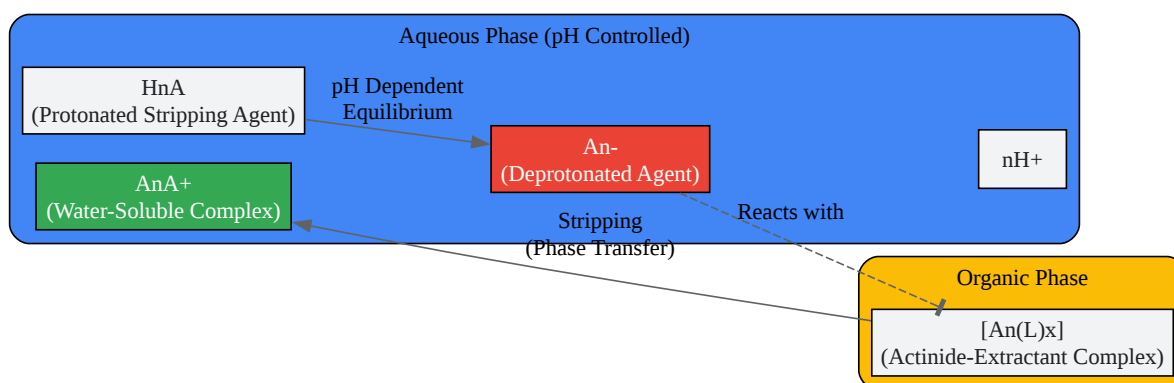 Aqueous Phase (pH Controlled)
HnA
(Protonated Stripping Agent)
pH Dependent
Equilibrium
An-
(Deprotonated Agent)
nH+
AnA+
(Water-Soluble Complex)
Stripping
(Phase Transfer)
Reacts with
Organic Phase
[An(L)x]
(Actinide-Extractant Complex)